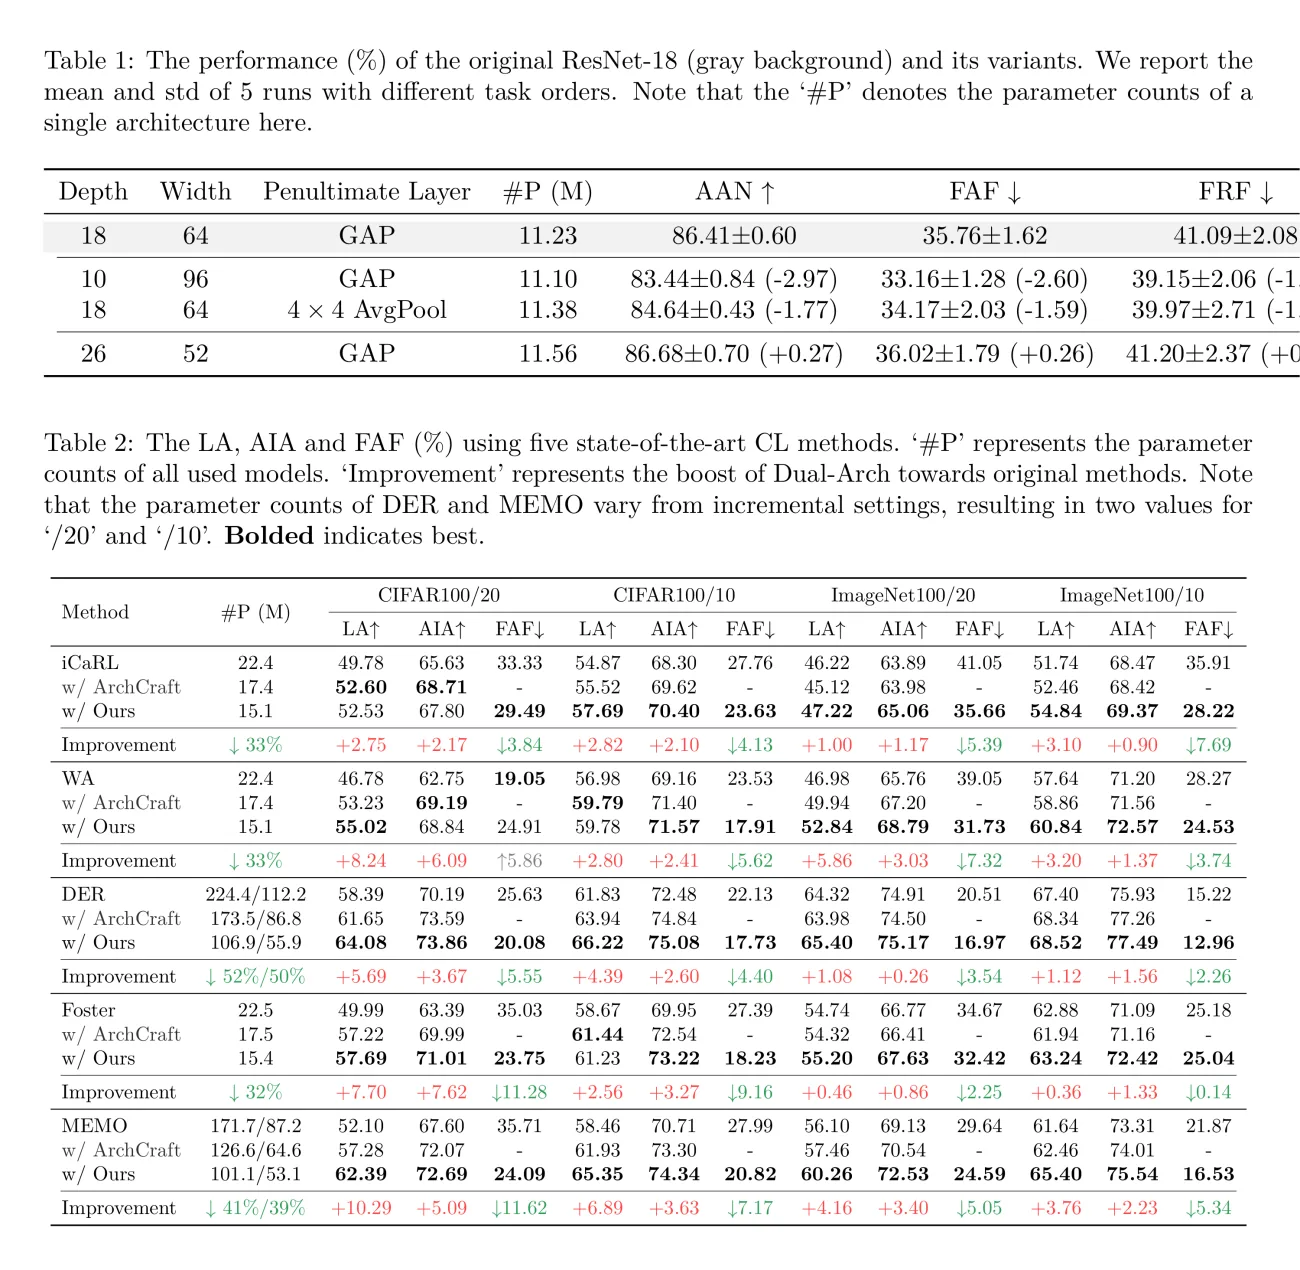 Table 1: The performance (%) of the original ResNet-18 (gray background) and its variants. We report the
mean and std of 5 runs with different task orders. Note that the ‘#P’ denotes the parameter counts of a
single architecture here.
Depth Width Penultimate Layer #P (M) AAN ↑ FAF ↓ FRF ↓
18 64 GAP 11.23 86.41±0.60 35.76±1.62 41.09±2.08
10 96 GAP 11.10 83.44±0.84 (-2.97) 33.16±1.28 (-2.60) 39.15±2.06 (-1.
18 64 4 × 4 AvgPool 11.38 84.64±0.43 (-1.77) 34.17±2.03 (-1.59) 39.97±2.71 (-1.
26 52 GAP 11.56 86.68±0.70 (+0.27) 36.02±1.79 (+0.26) 41.20±2.37 (+0
Table 2: The LA, AIA and FAF (%) using five state-of-the-art CL methods. ‘#P’ represents the parameter
counts of all used models. ‘Improvement’ represents the boost of Dual-Arch towards original methods. Note
that the parameter counts of DER and MEMO vary from incremental settings, resulting in two values for
‘/20’ and ‘/10’. Bolded indicates best.
Method #P (M) CIFAR100/20 CIFAR100/10 ImageNet100/20 ImageNet100/10
LA↑ AIA↑ FAF↓ LA↑ AIA↑ FAF↓ LA↑ AIA↑ FAF↓ LA↑ AIA↑ FAF↓
iCaRL 22.4 49.78 65.63 33.33 54.87 68.30 27.76 46.22 63.89 41.05 51.74 68.47 35.91
w/ ArchCraft 17.4 52.60 68.71 - 55.52 69.62 - 45.12 63.98 - 52.46 68.42 -
w/ Ours 15.1 52.53 67.80 29.49 57.69 70.40 23.63 47.22 65.06 35.66 54.84 69.37 28.22
Improvement ↓ 33% +2.75 +2.17 ↓3.84 +2.82 +2.10 ↓4.13 +1.00 +1.17 ↓5.39 +3.10 +0.90 ↓7.69
WA 22.4 46.78 62.75 19.05 56.98 69.16 23.53 46.98 65.76 39.05 57.64 71.20 28.27
w/ ArchCraft 17.4 53.23 69.19 - 59.79 71.40 - 49.94 67.20 - 58.86 71.56 -
w/ Ours 15.1 55.02 68.84 24.91 59.78 71.57 17.91 52.84 68.79 31.73 60.84 72.57 24.53
Improvement ↓ 33% +8.24 +6.09 ↑5.86 +2.80 +2.41 ↓5.62 +5.86 +3.03 ↓7.32 +3.20 +1.37 ↓3.74
DER 224.4/112.2 58.39 70.19 25.63 61.83 72.48 22.13 64.32 74.91 20.51 67.40 75.93 15.22
w/ ArchCraft 173.5/86.8 61.65 73.59 - 63.94 74.84 - 63.98 74.50 - 68.34 77.26 -
w/ Ours 106.9/55.9 64.08 73.86 20.08 66.22 75.08 17.73 65.40 75.17 16.97 68.52 77.49 12.96
Improvement ↓ 52%/50% +5.69 +3.67 ↓5.55 +4.39 +2.60 ↓4.40 +1.08 +0.26 ↓3.54 +1.12 +1.56 ↓2.26
Foster 22.5 49.99 63.39 35.03 58.67 69.95 27.39 54.74 66.77 34.67 62.88 71.09 25.18
w/ ArchCraft 17.5 57.22 69.99 - 61.44 72.54 - 54.32 66.41 - 61.94 71.16 -
w/ Ours 15.4 57.69 71.01 23.75 61.23 73.22 18.23 55.20 67.63 32.42 63.24 72.42 25.04
Improvement ↓ 32% +7.70 +7.62 ↓11.28 +2.56 +3.27 ↓9.16 +0.46 +0.86 ↓2.25 +0.36 +1.33 ↓0.14
MEMO 171.7/87.2 52.10 67.60 35.71 58.46 70.71 27.99 56.10 69.13 29.64 61.64 73.31 21.87
w/ ArchCraft 126.6/64.6 57.28 72.07 - 61.93 73.30 - 57.46 70.54 - 62.46 74.01 -
w/ Ours 101.1/53.1 62.39 72.69 24.09 65.35 74.34 20.82 60.26 72.53 24.59 65.40 75.54 16.53
Improvement ↓ 41%/39% +10.29 +5.09 ↓11.62 +6.89 +3.63 ↓7.17 +4.16 +3.40 ↓5.05 +3.76 +2.23 ↓5.34